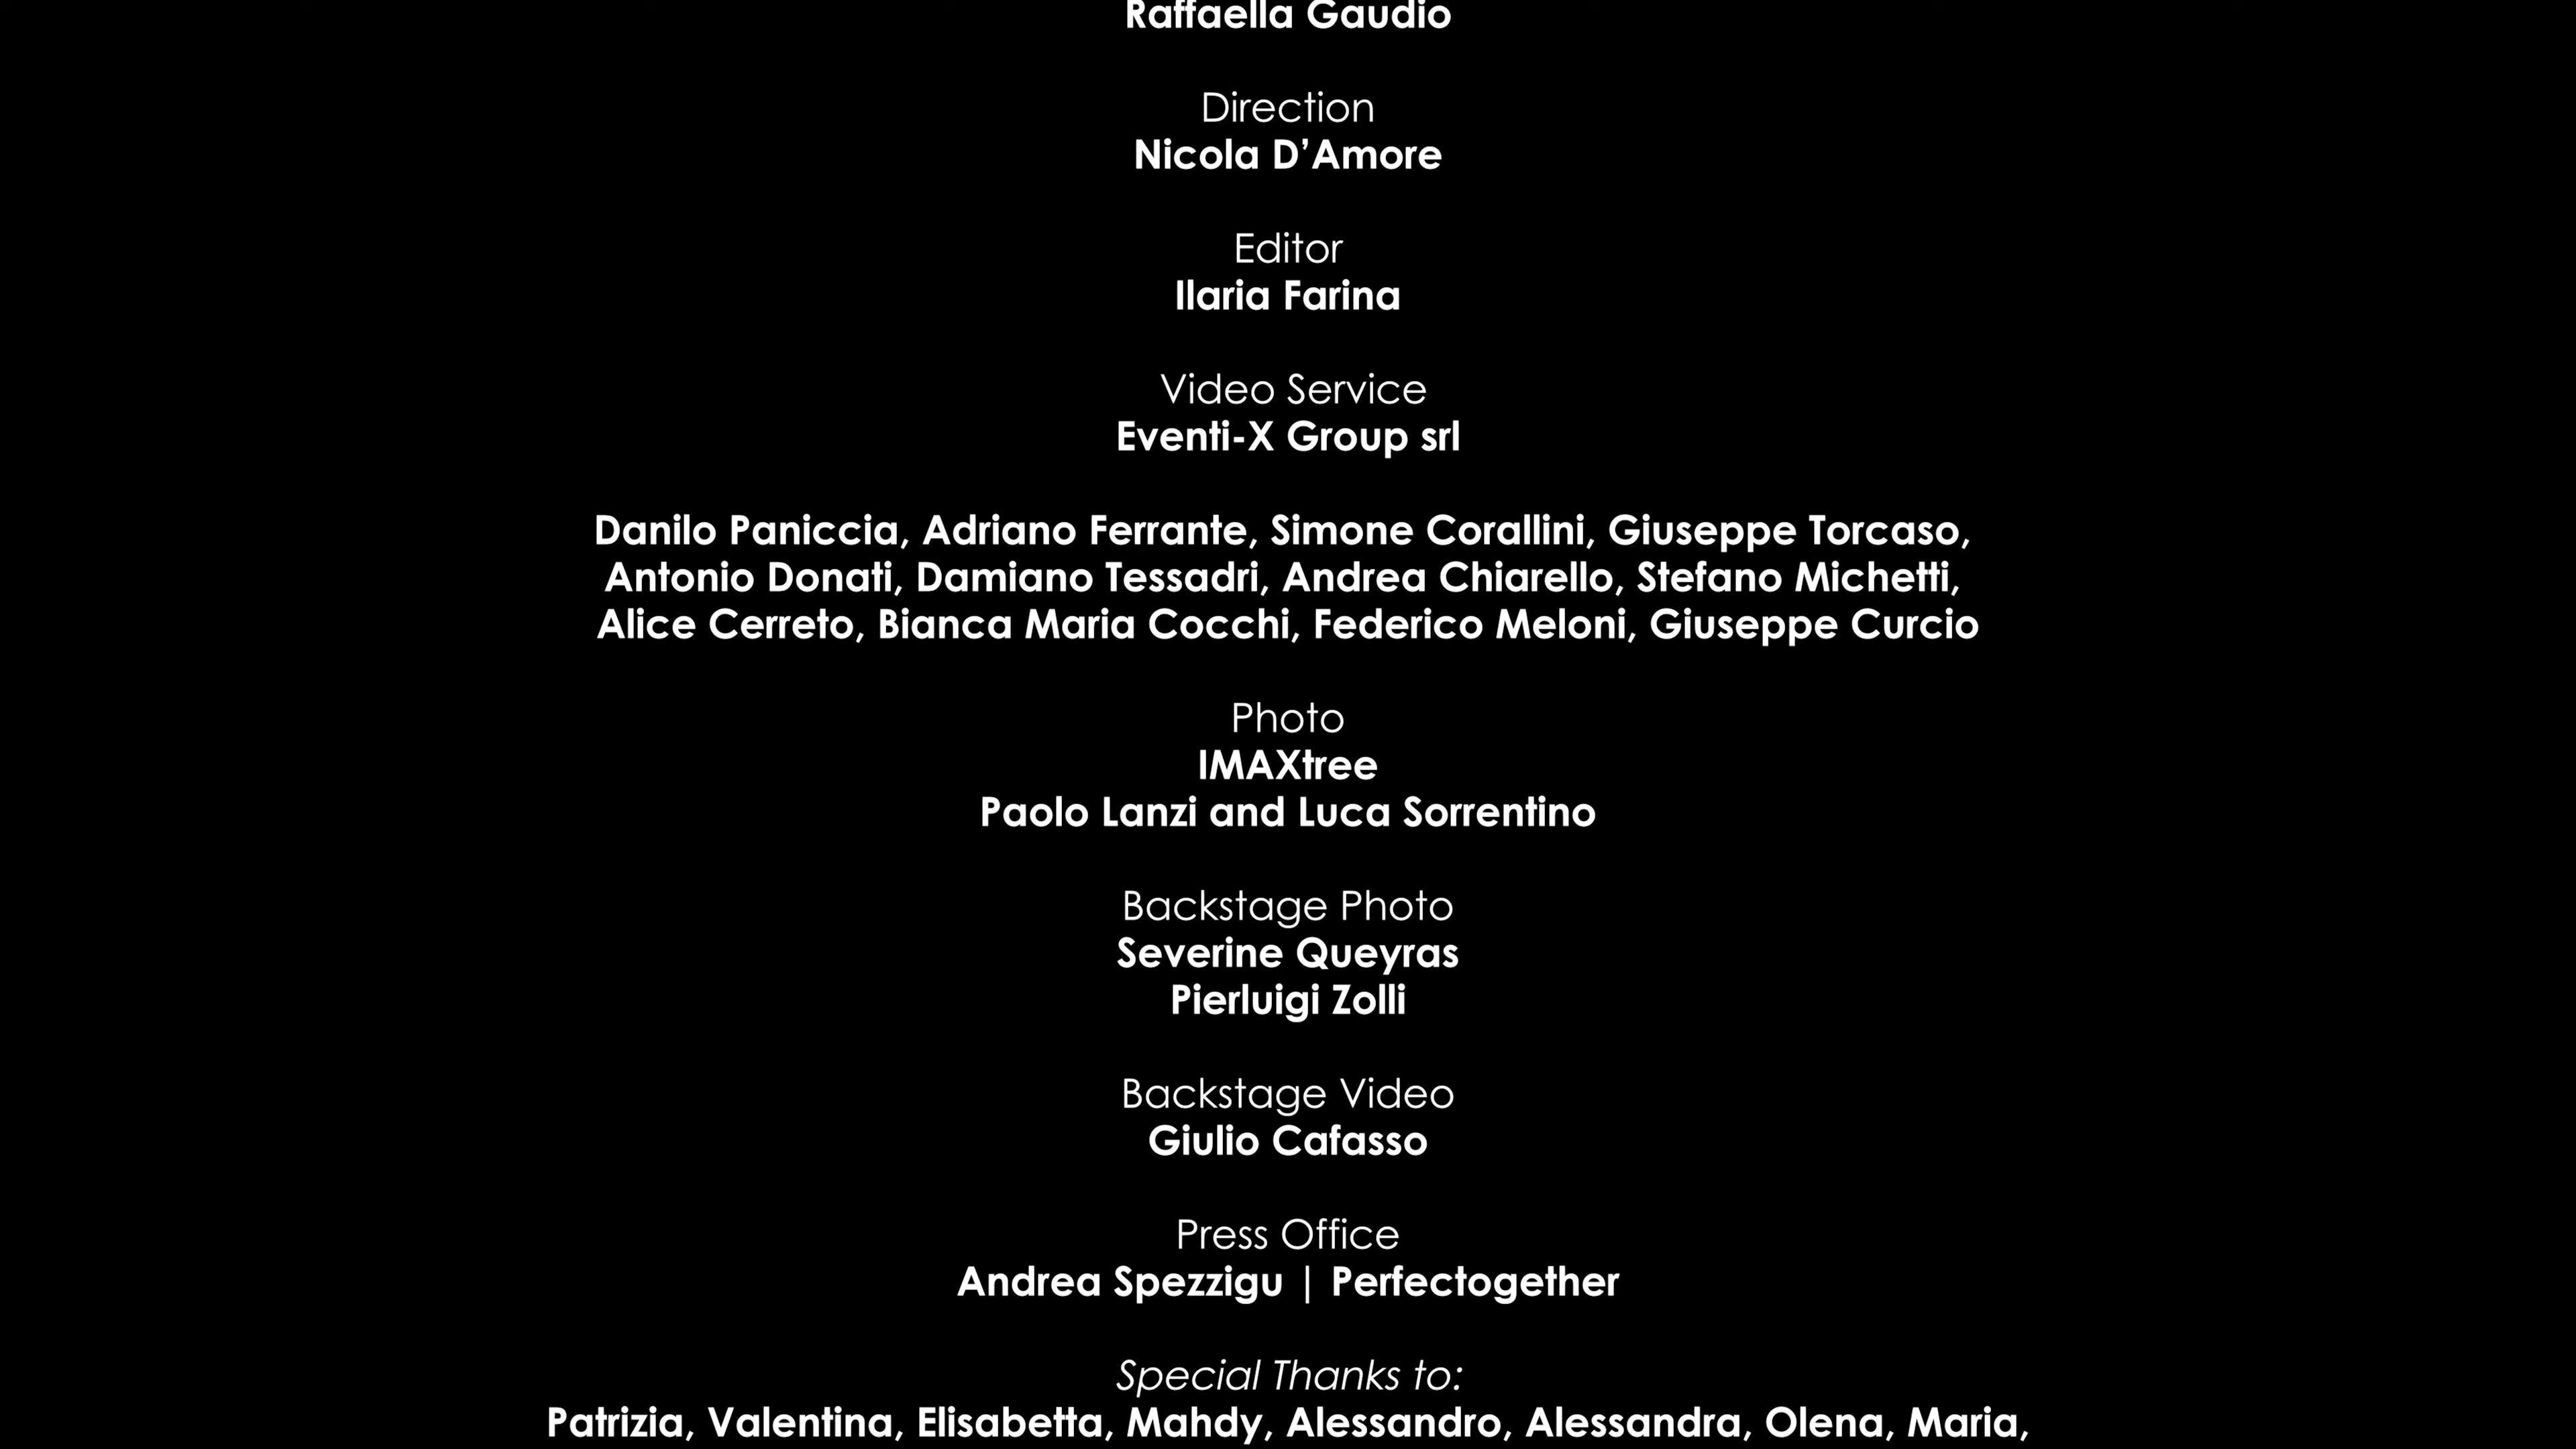 Raffaella Gaudio
Direction
Nicola D’Amore
Editor
Ilaria Farina
Video Service
Eventi-X Group srl
Danilo Paniccia, Adriano Ferrante, Simone Corallini, Giuseppe Torcaso,
Antonio Donati, Damiano Tessadri, Andrea Chiarello, Stefano Michetti,
Alice Cerreto, Bianca Maria Cocchi, Federico Meloni, Giuseppe Curcio
Photo
IMAXtree
Paolo Lanzi and Luca Sorrentino
Backstage Photo
Severine Queyras
Pierluigi Zolli
Backstage Video
Giulio Cafasso
Press Office
Andrea Spezzigu | Perfectogether
Special Thanks to:
Patrizia, Valentina, Elisabetta, Mahdy, Alessandro, Alessandra, Olena, Maria,